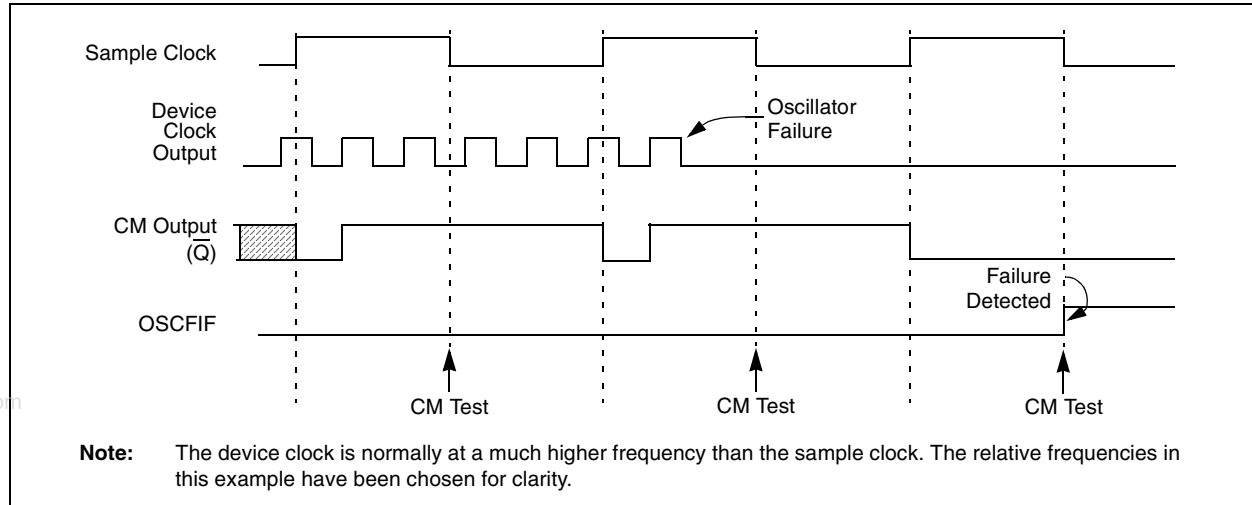 Sample Clock
Device
Clock
Output
Oscillator
Failure
CM Output
(Q̅)
Failure
Detected
OSCFIF
CM Test
CM Test
CM Test
om
Note: The device clock is normally at a much higher frequency than the sample clock. The relative frequencies in
this example have been chosen for clarity.